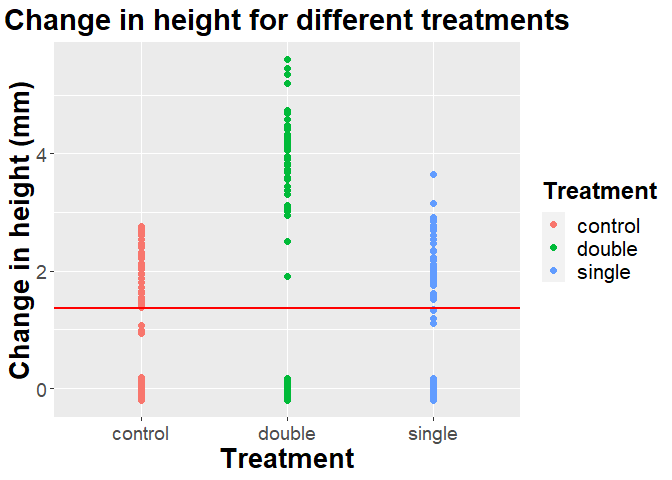 Change in height for different treatments
Change in height (mm)
4
2
0
control double single
Treatment
Treatment
control
double
single